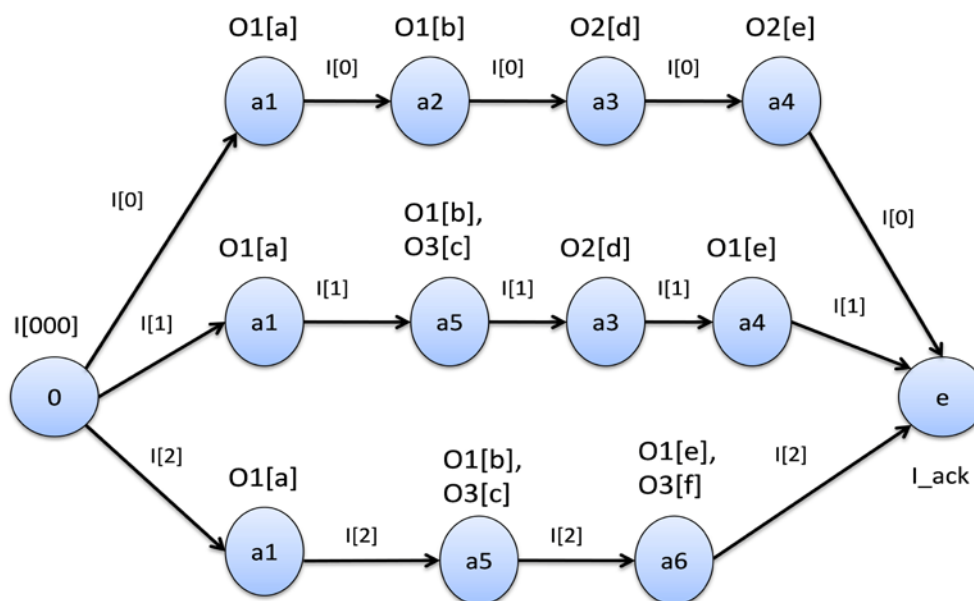 O1[a] O1[b] O2[d] O2[e]
I[0] I[0] I[0]
a1 a2 a3 a4
I[0] I[0]
O1[b],
O1[a] O3[c] O2[d] O1[e]
I[1] I[1] I[1]
I[000] I[1] I[1]
a1 a5 a3 a4
0 e
I[2] O1[b], O1[e], I[2]
O1[a] O3[c] O3[f] I_ack
I[2] I[2]
a1 a5 a6